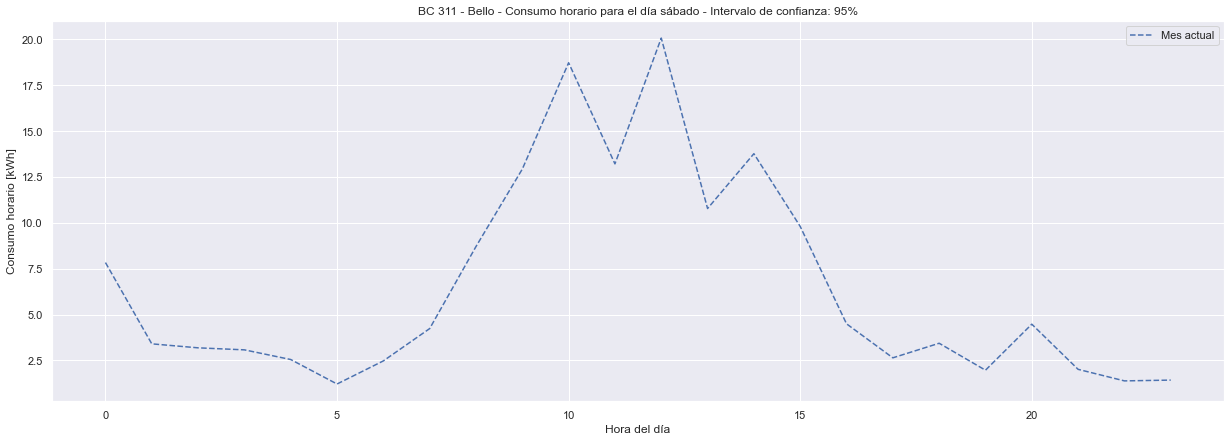 BC 311 - Bello - Consumo horario para el día sábado - Intervalo de confianza: 95%
Mes actual
20.0
17.5
15.0
12.5
10.0
7.5
5.0
2.5
Consumo horario [kWh]
0 5 10 15 20
Hora del día